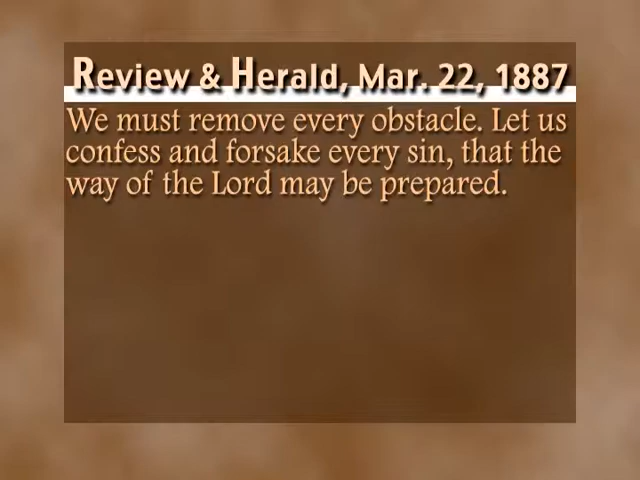 Review & Herald, Mar. 22, 1887
We must remove every obstacle. Let us
confess and forsake every sin, that the
way of the Lord may be prepared.